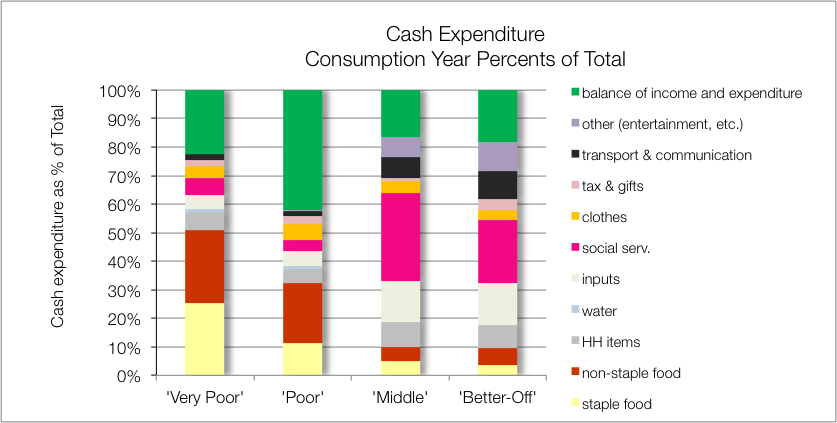 Cash Expenditure
Consumption Year Percents of Total
Cash expenditure as % of Total
100%
90%
80%
70%
60%
50%
40%
30%
20%
10%
0%
'Very Poor'
'Poor'
'Middle'
'Better-Off'
balance of income and expenditure
other (entertainment, etc.)
transport & communication
tax & gifts
clothes
social serv.
inputs
water
HH items
non-staple food
staple food